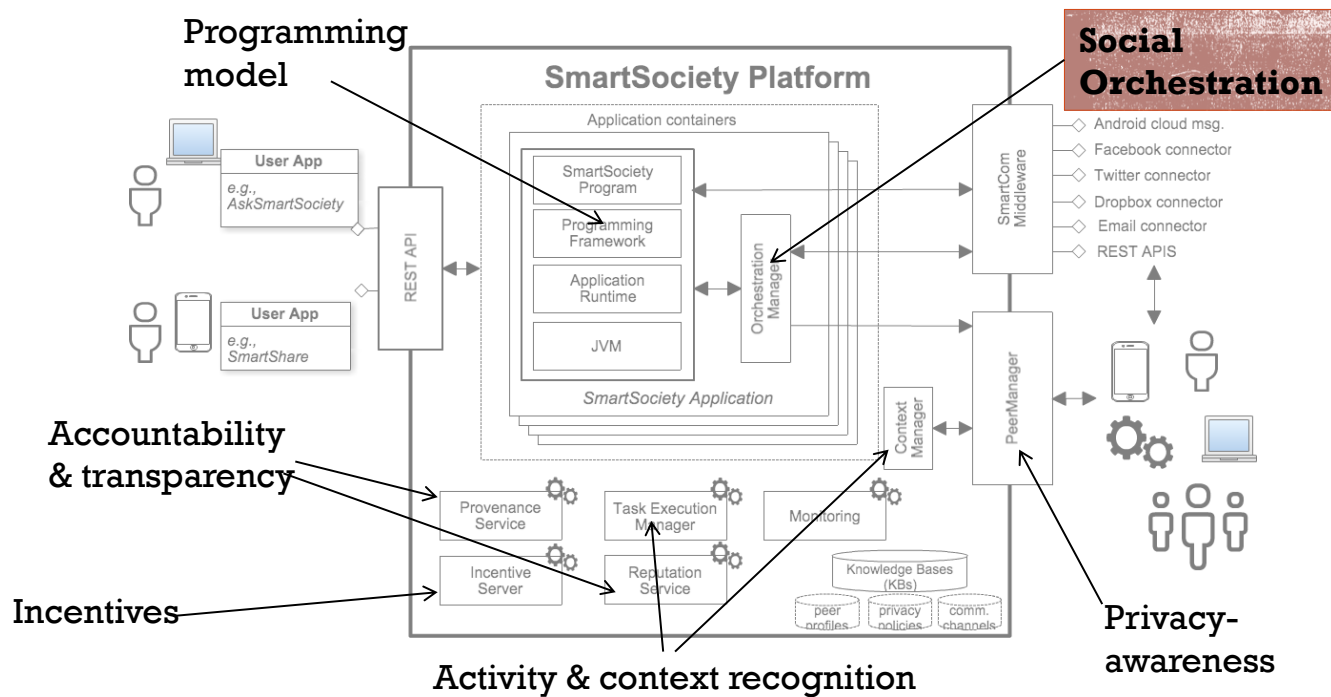 Programming
model
Social
Orchestration
SmartSociety Platform
Application containers
SmartSociety
Program
Programming
Framework
Application
Runtime
JVM
SmartSociety Application
Orchestration
Manager
User App
e.g.,
AskSmartSociety
User App
e.g.,
SmartShare
REST API
SmartCom
Middleware
Android cloud msg.
Facebook connector
Twitter connector
Dropbox connector
Email connector
REST APIS
PeerManager
Context
Manager
Accountability
& transparency
Provenance
Service
Task Execution
Manager
Monitoring
Incentive
Server
Reputation
Service
Knowledge Bases
(KBs)
peer
profiles
privacy
policies
comm.
channels
Incentives
Activity & context recognition
Privacy-
awareness